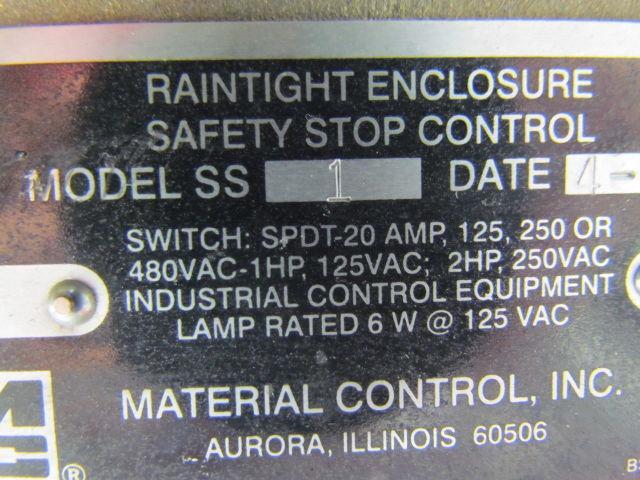 RAINTIGHT ENCLOSURE
SAFETY STOP CONTROL
MODEL SS 1 DATE 4-
SWITCH: SPDT-20 AMP, 125, 250 OR
480VAC-1HP, 125VAC; 2HP, 250VAC
INDUSTRIAL CONTROL EQUIPMENT
LAMP RATED 6 W @ 125 VAC
MATERIAL CONTROL, INC.
AURORA, ILLINOIS 60506
®